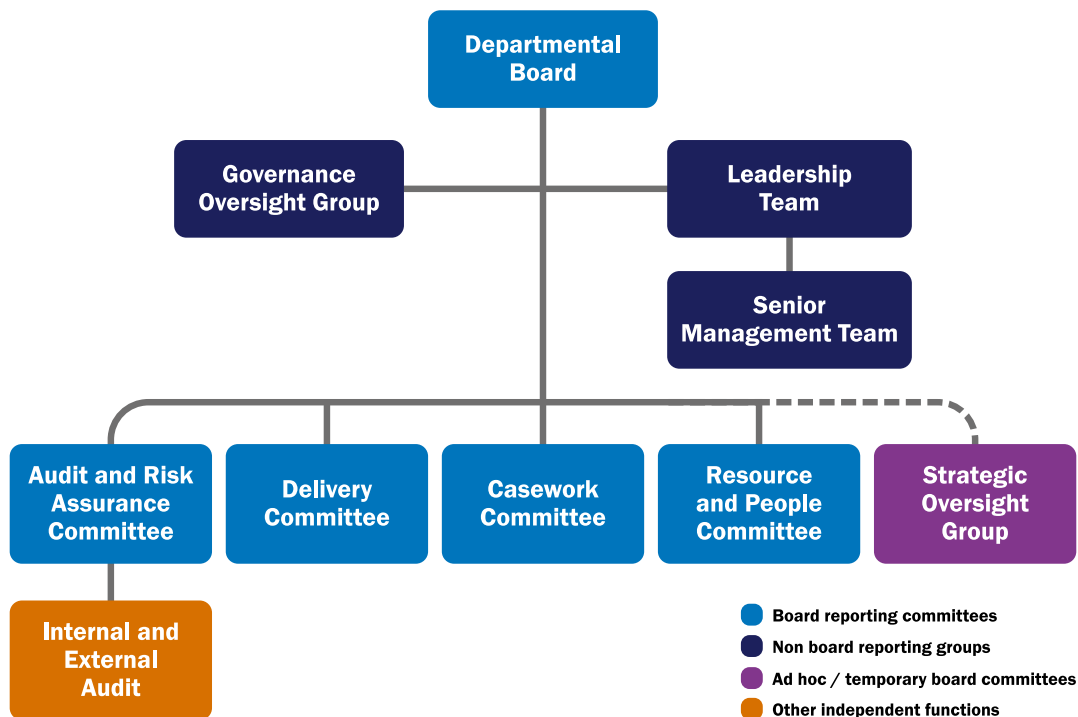 Departmental
Board
Governance
Oversight Group
Leadership
Team
Senior
Management Team
Audit and Risk
Assurance
Committee
Delivery
Committee
Casework
Committee
Resource
and People
Committee
Strategic
Oversight
Group
Internal and
External
Audit
Board reporting committees
Non board reporting groups
Ad hoc / temporary board committees
Other independent functions